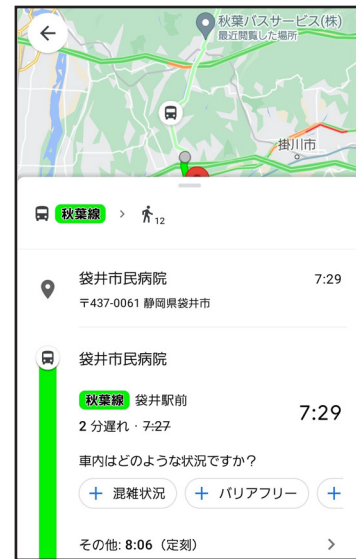 秋葉バスサービス(株)
最近閲覧した場所
掛川市
秋葉線 > 12
袋井市民病院 7:29
〒437-0061 静岡県袋井市
袋井市民病院
秋葉線 袋井駅前
7:29
2 分遅れ · 7:27
車内はどのような状況ですか?
+ 混雑状況 + バリアフリー +
その他: 8:06(定刻) >